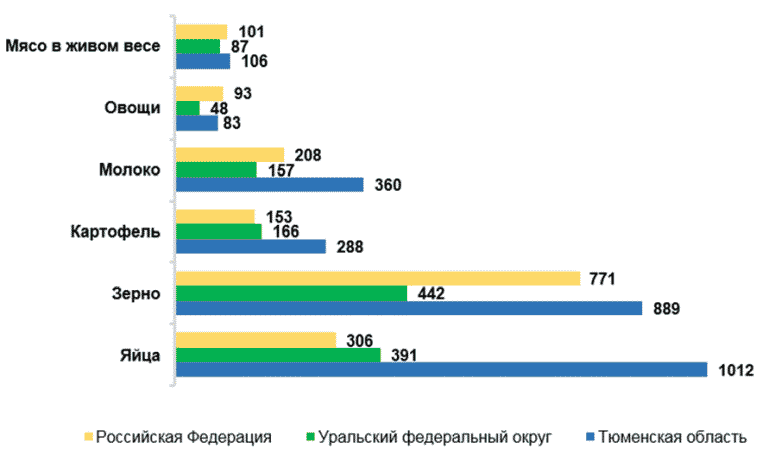 101
Мясо в живом весе 87
106
93
Овощи 48
83
208
Молоко 157
360
153
Картофель 166
288
771
Зерно 442
889
306
Яйца 391
1012
Российская Федерация Уральский федеральный округ Тюменская область